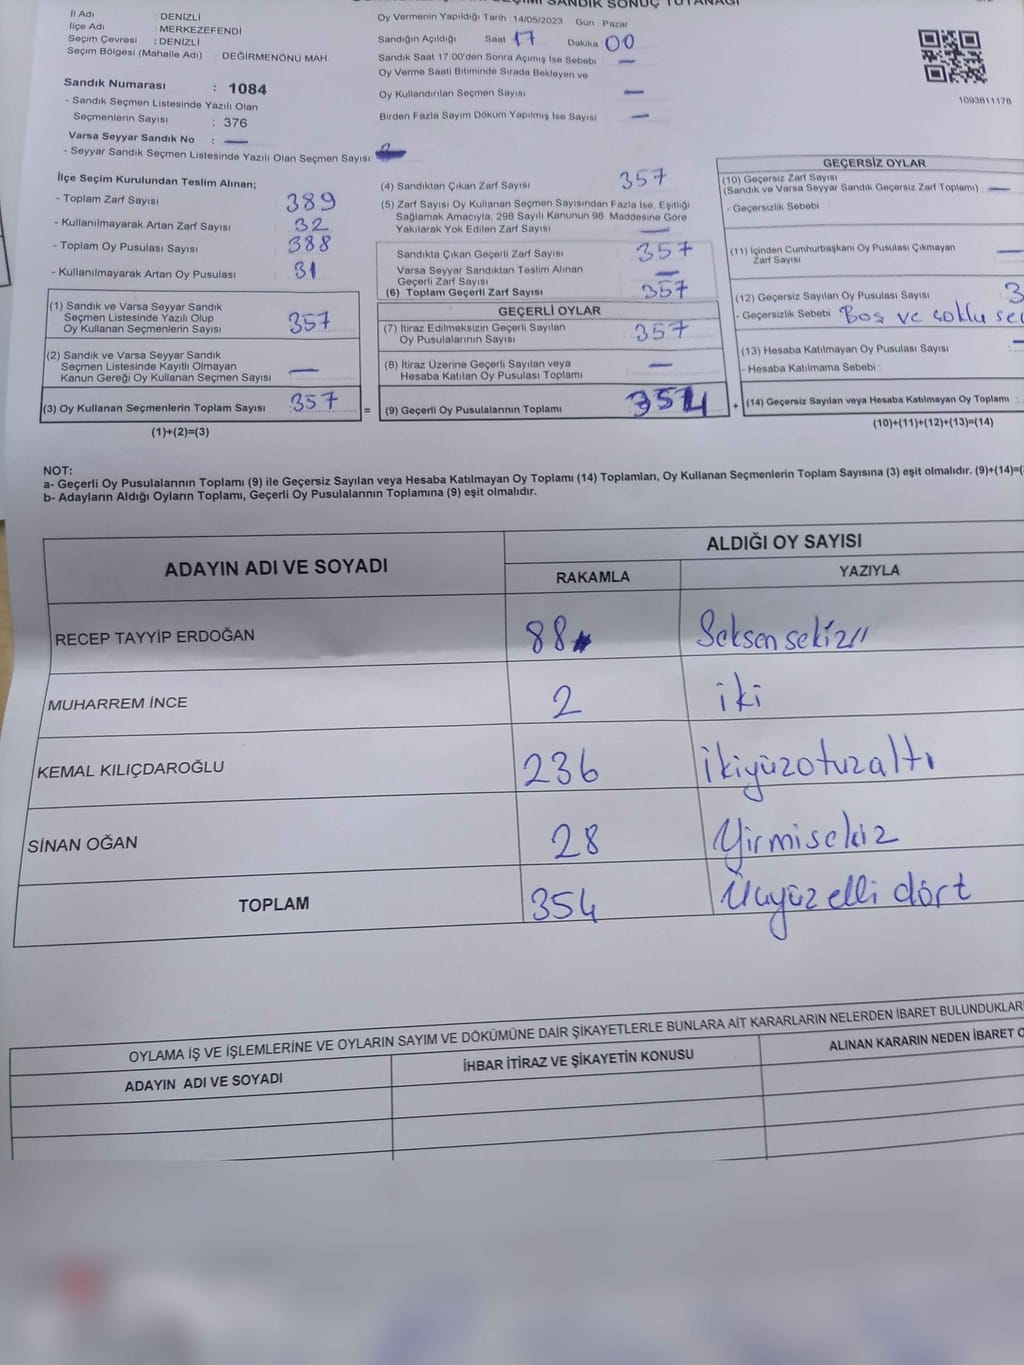 SANDIK SONUÇ TUTANAĞI
İl Adı : DENİZLİ
İlçe Adı : MERKEZEFENDİ
Seçim Çevresi : DENİZLİ
Seçim Bölgesi (Mahalle Adı) : DEĞİRMENÖNÜ MAH.
Sandık Numarası : 1084
- Sandık Seçmen Listesinde Yazılı Olan
Seçmenlerin Sayısı : 376
Varsa Seyyar Sandık No : —
- Seyyar Sandık Seçmen Listesinde Yazılı Olan Seçmen Sayısı
Oy Vermenin Yapıldığı Tarih 14/05/2023 Gün : Pazar
Sandığın Açıldığı Saat 17 Dakika 00
Sandık Saat 17.00'den Sonra Açımış İse Sebebi —
Oy Verme Saati Bitiminde Sırada Bekleyen ve
Oy Kullandırılan Seçmen Sayısı —
Birden Fazla Sayım Döküm Yapılmış İse Sayısı —
1093811178
İlçe Seçim Kurulundan Teslim Alınan;
- Toplam Zarf Sayısı : 389
- Kullanılmayarak Artan Zarf Sayısı : 32
- Toplam Oy Pusulası Sayısı : 388
- Kullanılmayarak Artan Oy Pusulası : 31
(1) Sandık ve Varsa Seyyar Sandık
Seçmen Listesinde Yazılı Olup
Oy Kullanan Seçmenlerin Sayısı : 357
(2) Sandık ve Varsa Seyyar Sandık
Seçmen Listesinde Kayıtlı Olmayan
Kanun Gereği Oy Kullanan Seçmen Sayısı : —
(3) Oy Kullanan Seçmenlerin Toplam Sayısı : 357
(1)+(2)=(3)
(4) Sandıktan Çıkan Zarf Sayısı : 357
(5) Zarf Sayısı Oy Kullanan Seçmen Sayısından Fazla İse, Eşitliği
Sağlamak Amacıyla, 298 Sayılı Kanunun 98. Maddesine Göre
Yakılarak Yok Edilen Zarf Sayısı : —
Sandıkta Çıkan Geçerli Zarf Sayısı : 357
Varsa Seyyar Sandıktan Teslim Alınan
Geçerli Zarf Sayısı : —
(6) Toplam Geçerli Zarf Sayısı : 357
GEÇERLİ OYLAR
(7) İtiraz Edilmeksizin Geçerli Sayılan
Oy Pusulalarının Sayısı : 357
(8) İtiraz Üzerine Geçerli Sayılan veya
Hesaba Katılan Oy Pusulası Toplamı : —
= (9) Geçerli Oy Pusulalarının Toplamı : 354
GEÇERSİZ OYLAR
(10) Geçersiz Zarf Sayısı
(Sandık ve Varsa Seyyar Sandık Geçersiz Zarf Toplamı) —
- Geçersizlik Sebebi
(11) İçinden Cumhurbaşkanı Oy Pusulası Çıkmayan
Zarf Sayısı —
(12) Geçersiz Sayılan Oy Pusulası Sayısı 3
- Geçersizlik Sebebi Boş ve çoklu
(13) Hesaba Katılmayan Oy Pusulası Sayısı —
- Hesaba Katılmama Sebebi :
+ (14) Geçersiz Sayılan veya Hesaba Katılmayan Oy Toplamı :
(10)+(11)+(12)+(13)=(14)
NOT:
a- Geçerli Oy Pusulalarının Toplamı (9) ile Geçersiz Sayılan veya Hesaba Katılmayan Oy Toplamı (14) Toplamları, Oy Kullanan Seçmenlerin Toplam Sayısına (3) eşit olmalıdır. (9)+(14)=(
b- Adayların Aldığı Oyların Toplamı, Geçerli Oy Pusulalarının Toplamına (9) eşit olmalıdır.
ADAYIN ADI VE SOYADI
ALDIĞI OY SAYISI
RAKAMLA YAZIYLA
RECEP TAYYİP ERDOĞAN 88 Seksen sekiz
MUHARREM İNCE 2 iki
KEMAL KILIÇDAROĞLU 236 İkiyüzotuzaltı
SİNAN OĞAN 28 Yirmisekiz
TOPLAM 354 Üçyüz elli dört
OYLAMA İŞ VE İŞLEMLERİNE VE OYLARIN SAYIM VE DÖKÜMÜNE DAİR ŞİKAYETLERLE BUNLARA AİT KARARLARIN NELERDEN İBARET BULUNDUKLAR
ADAYIN ADI VE SOYADI İHBAR İTİRAZ VE ŞİKAYETİN KONUSU ALINAN KARARIN NEDEN İBARET